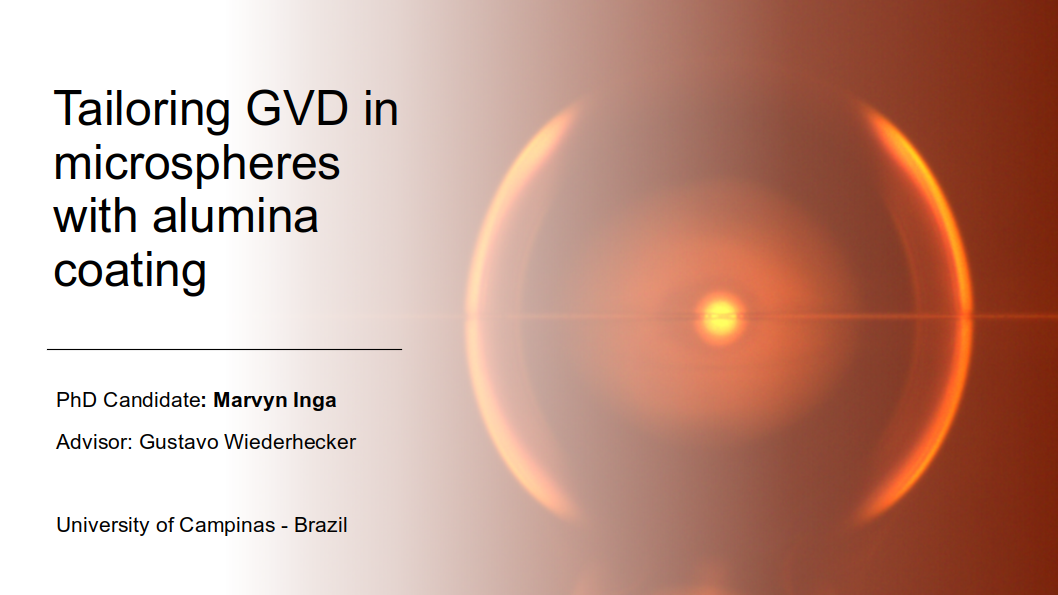 Tailoring GVD in
microspheres
with alumina
coating
PhD Candidate: Marvyn Inga
Advisor: Gustavo Wiederhecker
University of Campinas - Brazil